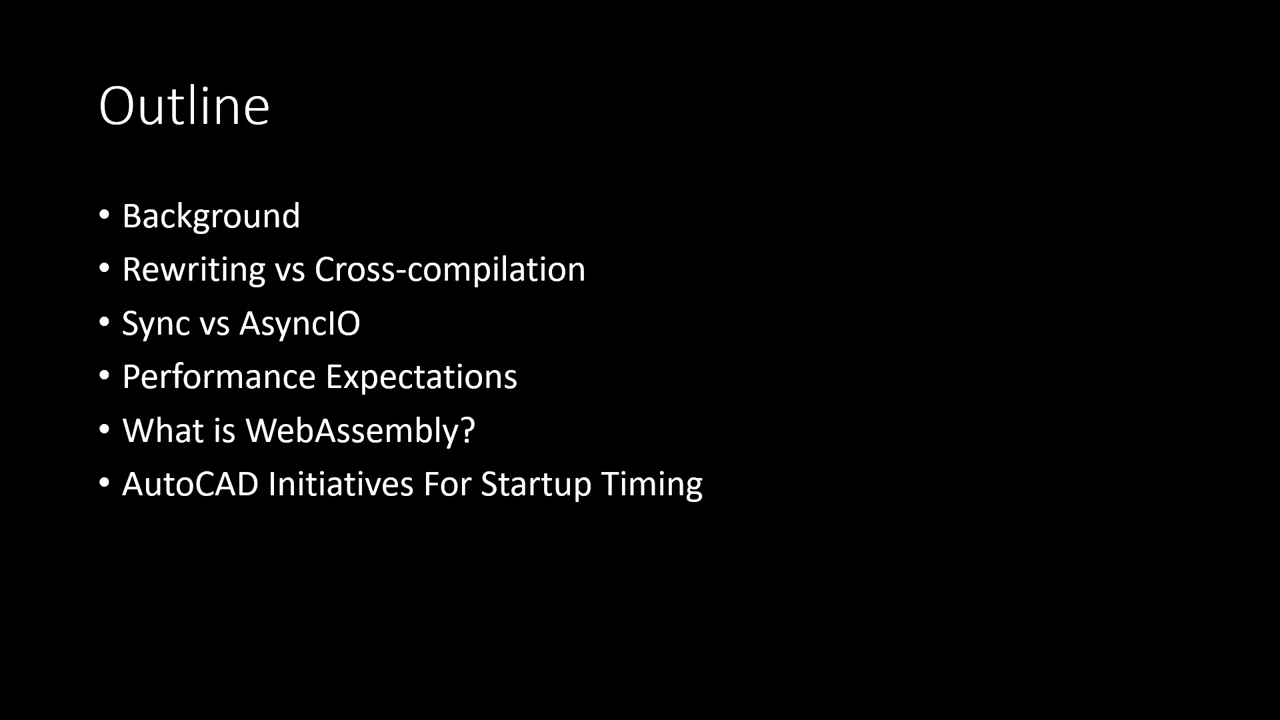 Outline
• Background
• Rewriting vs Cross-compilation
• Sync vs AsyncIO
• Performance Expectations
• What is WebAssembly?
• AutoCAD Initiatives For Startup Timing